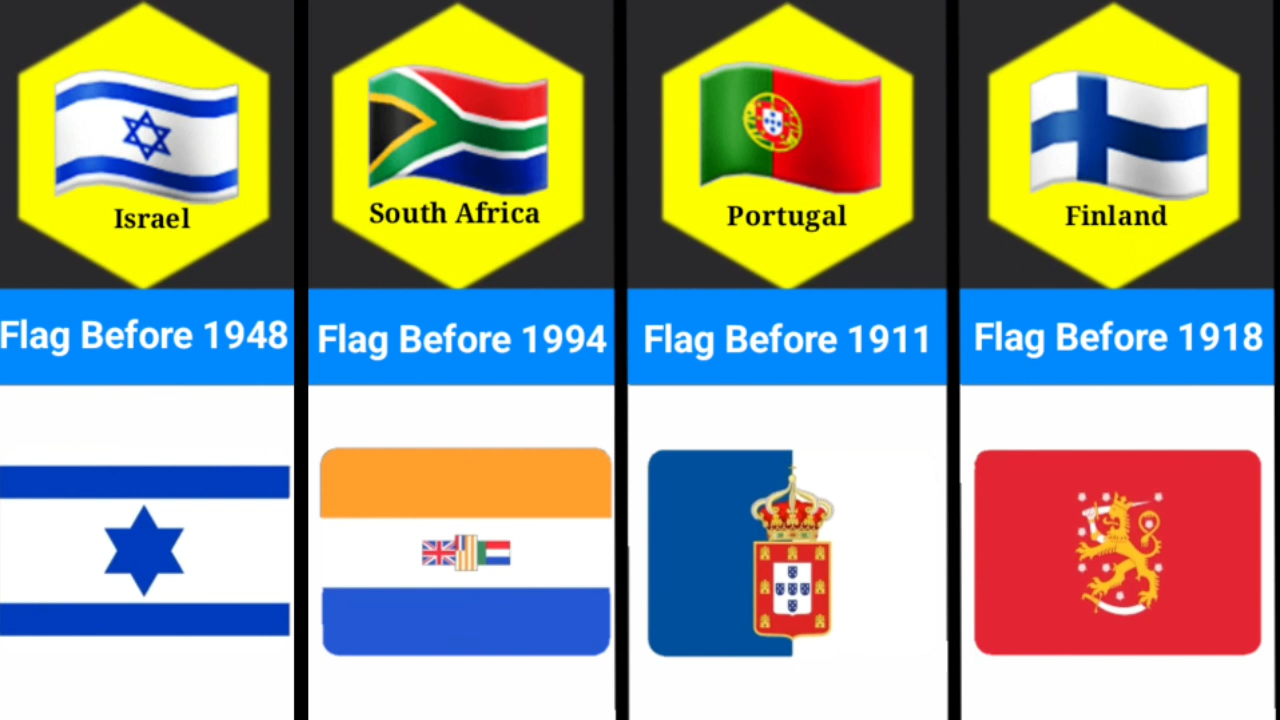 Israel
South Africa
Portugal
Finland
Flag Before 1948
Flag Before 1994
Flag Before 1911
Flag Before 1918